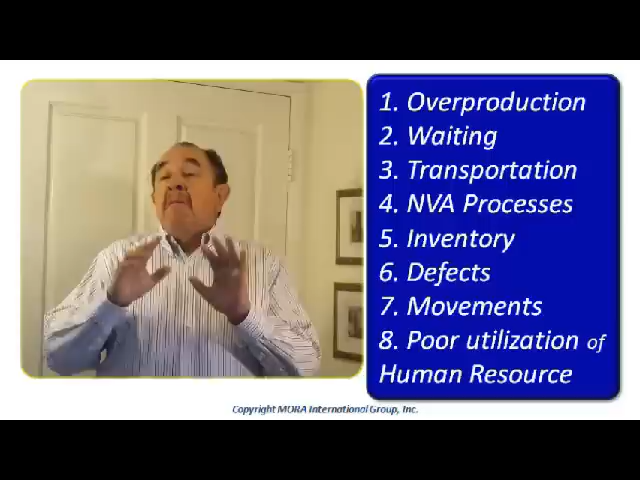 1. Overproduction
2. Waiting
3. Transportation
4. NVA Processes
5. Inventory
6. Defects
7. Movements
8. Poor utilization of
Human Resource
Copyright MORA International Group, Inc.